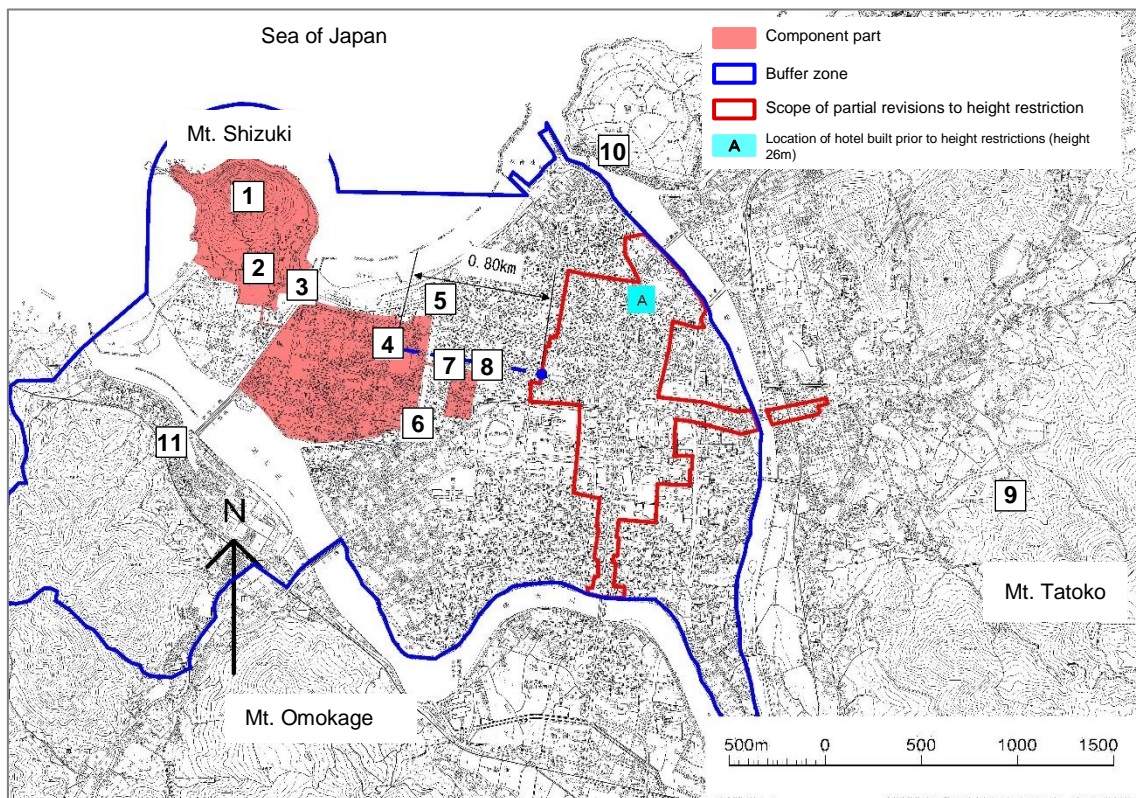 Sea of Japan
Component part
Buffer zone
Scope of partial revisions to height restriction
A
Location of hotel built prior to height restrictions (height
26m)
Mt. Shizuki
10
1
2
3
0.80km
5
A
4
7
8
6
11
N
9
Mt. Tatoko
Mt. Omokage
500m
0
500
1000
1500